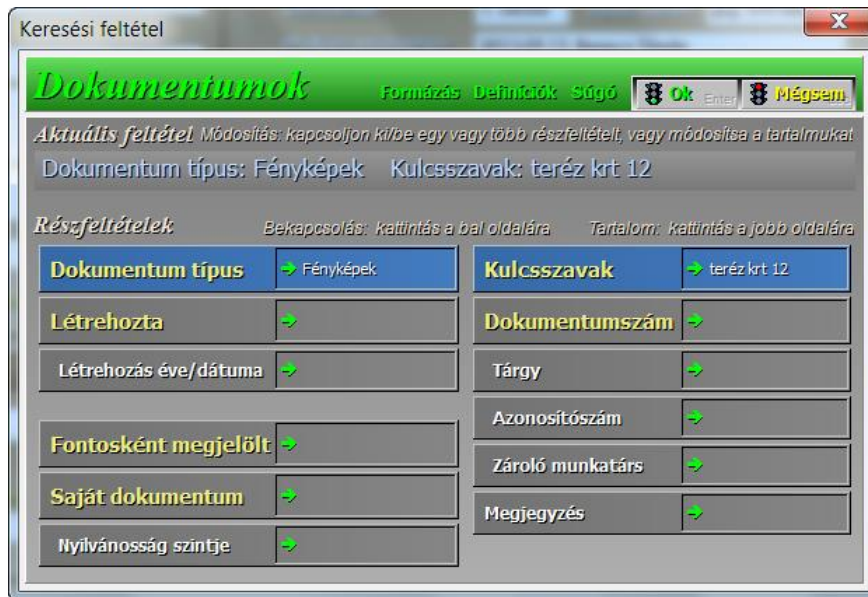 Keresési feltétel
Dokumentumok Formázás Definíciók Súgó Ok Enter Mégsem
Aktuális feltétel Módosítás: kapcsoljon ki/be egy vagy több részfeltételt, vagy módosítsa a tartalmukat
Dokumentum típus: Fényképek Kulcsszavak: teréz krt 12
Részfeltételek Bekapcsolás: kattintás a bal oldalára Tartalom: kattintás a jobb oldalára
Dokumentum típus Fényképek
Létrehozta
Létrehozás éve/dátuma
Fontosként megjelölt
Saját dokumentum
Nyilvánosság szintje
Kulcsszavak teréz krt 12
Dokumentumszám
Tárgy
Azonosítószám
Zároló munkatárs
Megjegyzés